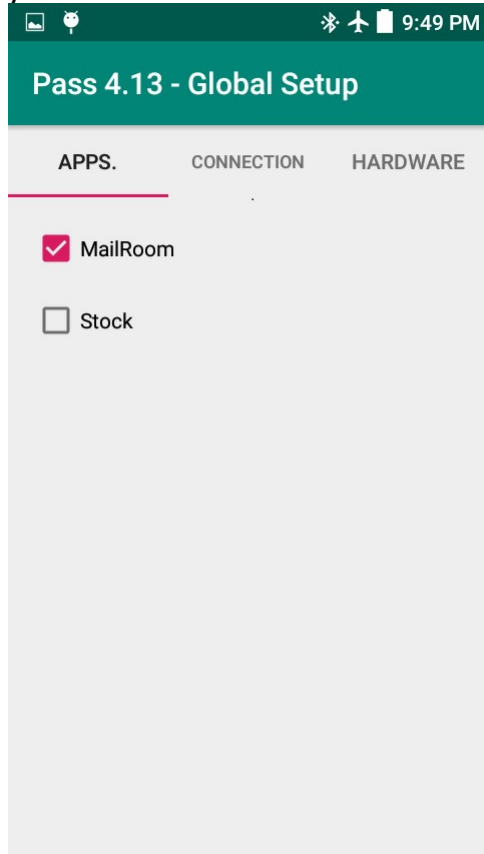 9:49 PM
Pass 4.13 - Global Setup
APPS. CONNECTION HARDWARE
.
MailRoom
Stock